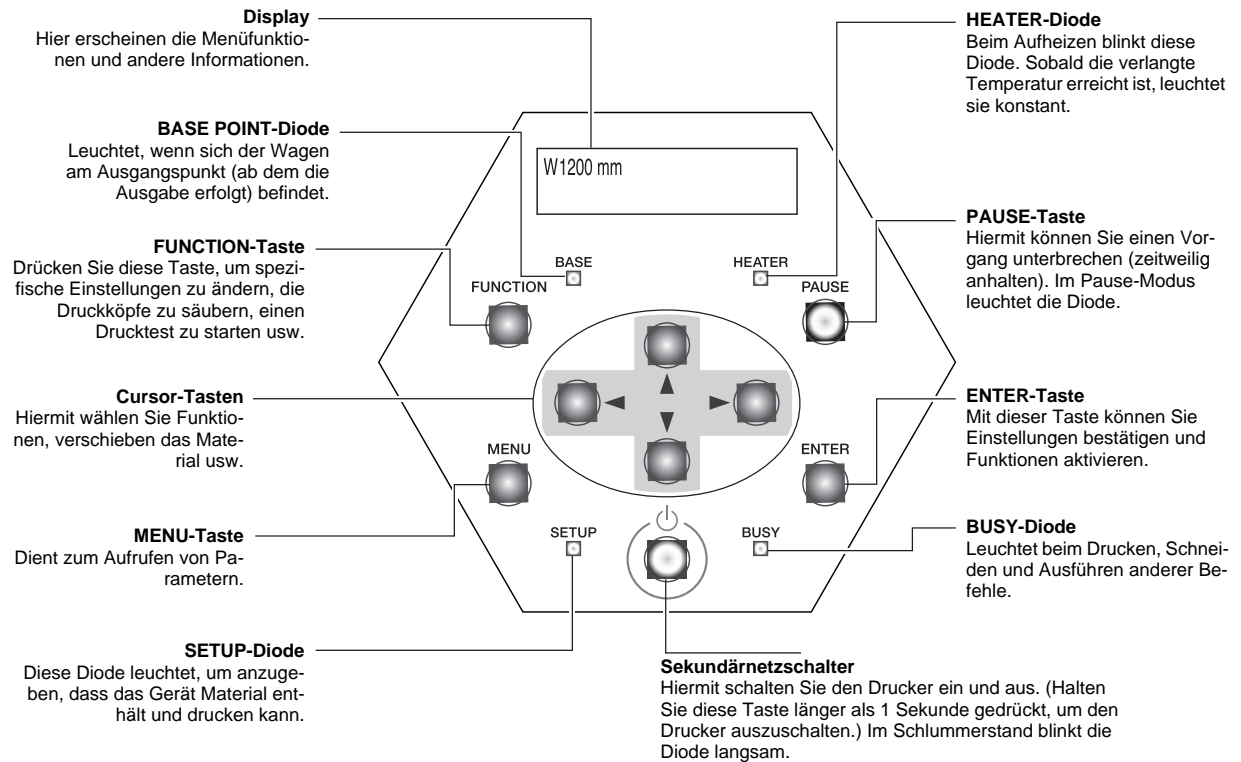 Display
Hier erscheinen die Menüfunktio-
nen und andere Informationen.
BASE POINT-Diode
Leuchtet, wenn sich der Wagen
am Ausgangspunkt (ab dem die
Ausgabe erfolgt) befindet.
FUNCTION-Taste
Drücken Sie diese Taste, um spezi-
fische Einstellungen zu ändern, die
Druckköpfe zu säubern, einen
Drucktest zu starten usw.
Cursor-Tasten
Hiermit wählen Sie Funktio-
nen, verschieben das Mate-
rial usw.
MENU-Taste
Dient zum Aufrufen von Pa-
rametern.
SETUP-Diode
Diese Diode leuchtet, um anzuge-
ben, dass das Gerät Material ent-
hält und drucken kann.
W1200 mm
BASE
HEATER
FUNCTION
PAUSE
MENU
ENTER
SETUP
BUSY
HEATER-Diode
Beim Aufheizen blinkt diese
Diode. Sobald die verlangte
Temperatur erreicht ist, leuchtet
sie konstant.
PAUSE-Taste
Hiermit können Sie einen Vor-
gang unterbrechen (zeitweilig
anhalten). Im Pause-Modus
leuchtet die Diode.
ENTER-Taste
Mit dieser Taste können Sie
Einstellungen bestätigen und
Funktionen aktivieren.
BUSY-Diode
Leuchtet beim Drucken, Schnei-
den und Ausführen anderer Be-
fehle.
Sekundärnetzschalter
Hiermit schalten Sie den Drucker ein und aus. (Halten
Sie diese Taste länger als 1 Sekunde gedrückt, um den
Drucker auszuschalten.) Im Schlummerstand blinkt die
Diode langsam.